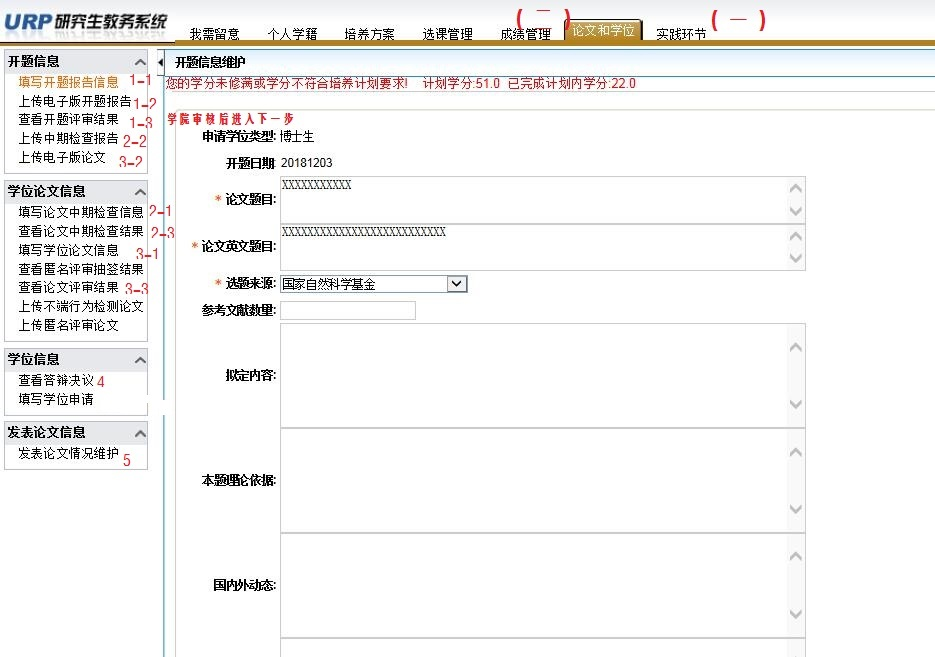 URP研究生教务系统
我需留意 个人学籍 培养方案 选课管理 成绩管理 论文和学位 实践环节
(二) (一)
开题信息
填写开题报告信息 1-1
上传电子版开题报告 1-2
查看开题评审结果 1-3
上传中期检查报告 2-2
上传电子版论文 3-2
学位论文信息
填写论文中期检查信息 2-1
查看论文中期检查结果 2-3
填写学位论文信息 3-1
查看匿名评审抽签结果
查看论文评审结果 3-3
上传不端行为检测论文
上传匿名评审论文
学位信息
查看答辩决议 4
填写学位申请
发表论文信息
发表论文情况维护 5
开题信息维护
您的学分未修满或学分不符合培养计划要求! 计划学分:51.0 已完成计划内学分:22.0
学院审核后进入下一步
申请学位类型: 博士生
开题日期: 20181203
* 论文题目: XXXXXXXXXXX
* 论文英文题目: XXXXXXXXXXXXXXXXXXXXXXXXXX
* 选题来源: 国家自然科学基金
参考文献数量:
拟定内容:
本题理论依据:
国内外动态: